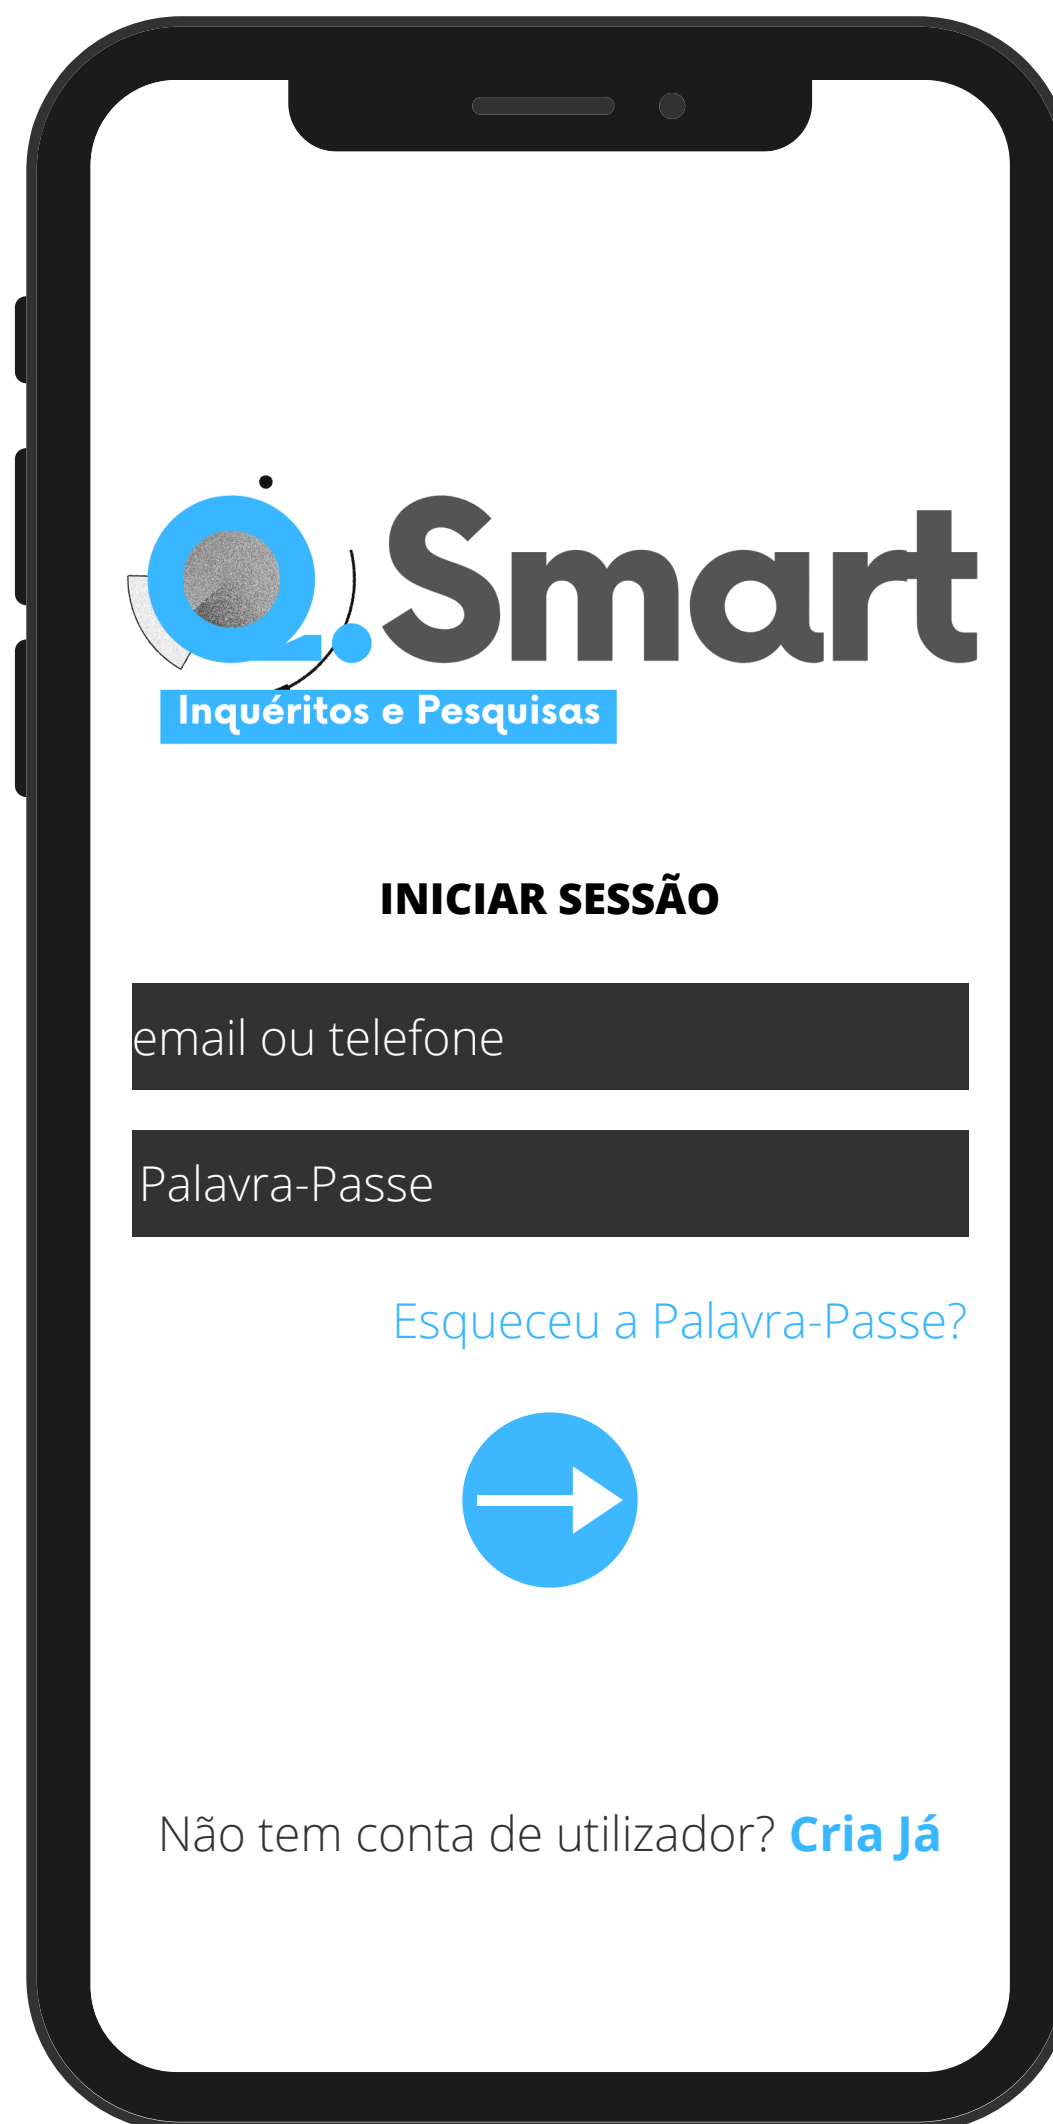 Q.Smart
Inquéritos e Pesquisas
INICIAR SESSÃO
email ou telefone
Palavra-Passe
Esqueceu a Palavra-Passe?
Não tem conta de utilizador? Cria Já